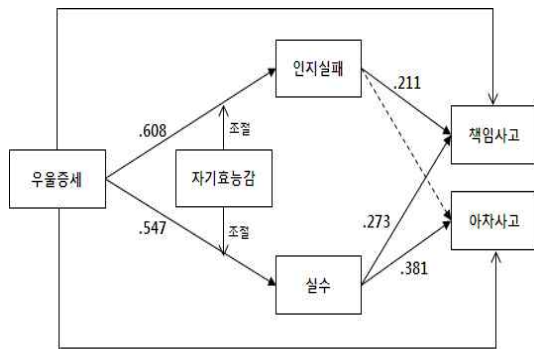 인지실패
.211
.608
조절
책임사고
우울증세
자기효능감
아차사고
.547
조절
.273
.381
실수